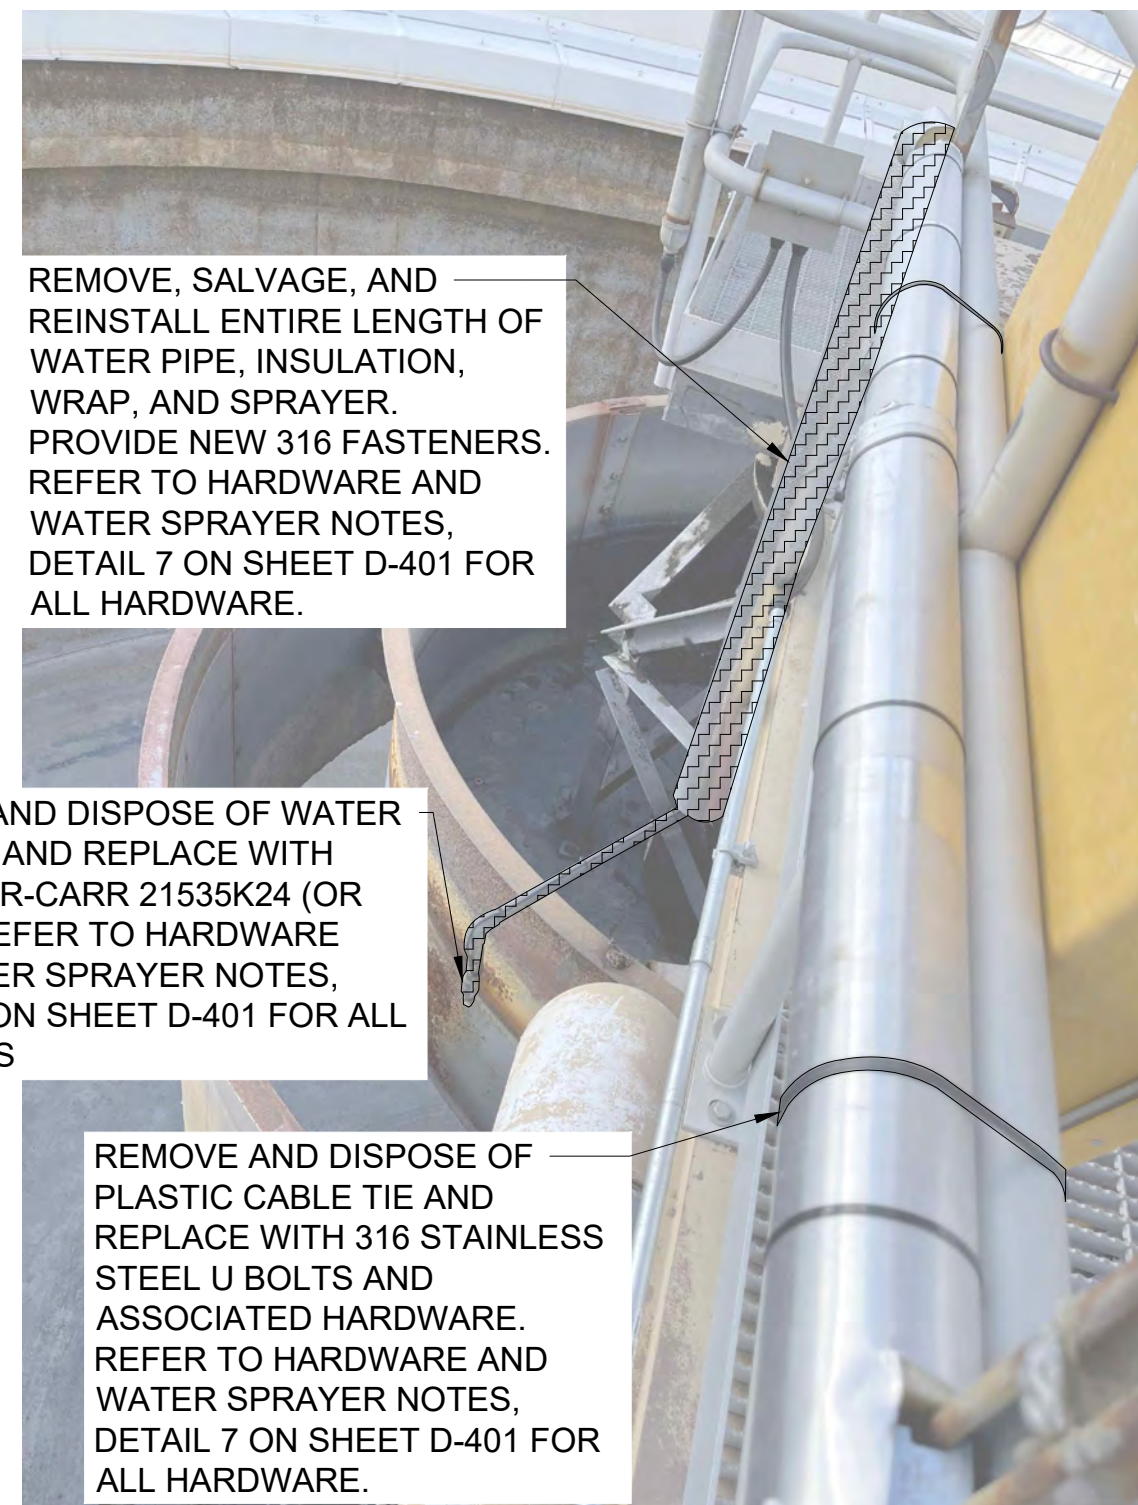 REMOVE, SALVAGE, AND
REINSTALL ENTIRE LENGTH OF
WATER PIPE, INSULATION,
WRAP, AND SPRAYER.
PROVIDE NEW 316 FASTENERS.
REFER TO HARDWARE AND
WATER SPRAYER NOTES,
DETAIL 7 ON SHEET D-401 FOR
ALL HARDWARE.
AND DISPOSE OF WATER
AND REPLACE WITH
R-CARR 21535K24 (OR
EFER TO HARDWARE
ER SPRAYER NOTES,
ON SHEET D-401 FOR ALL
S
REMOVE AND DISPOSE OF
PLASTIC CABLE TIE AND
REPLACE WITH 316 STAINLESS
STEEL U BOLTS AND
ASSOCIATED HARDWARE.
REFER TO HARDWARE AND
WATER SPRAYER NOTES,
DETAIL 7 ON SHEET D-401 FOR
ALL HARDWARE.